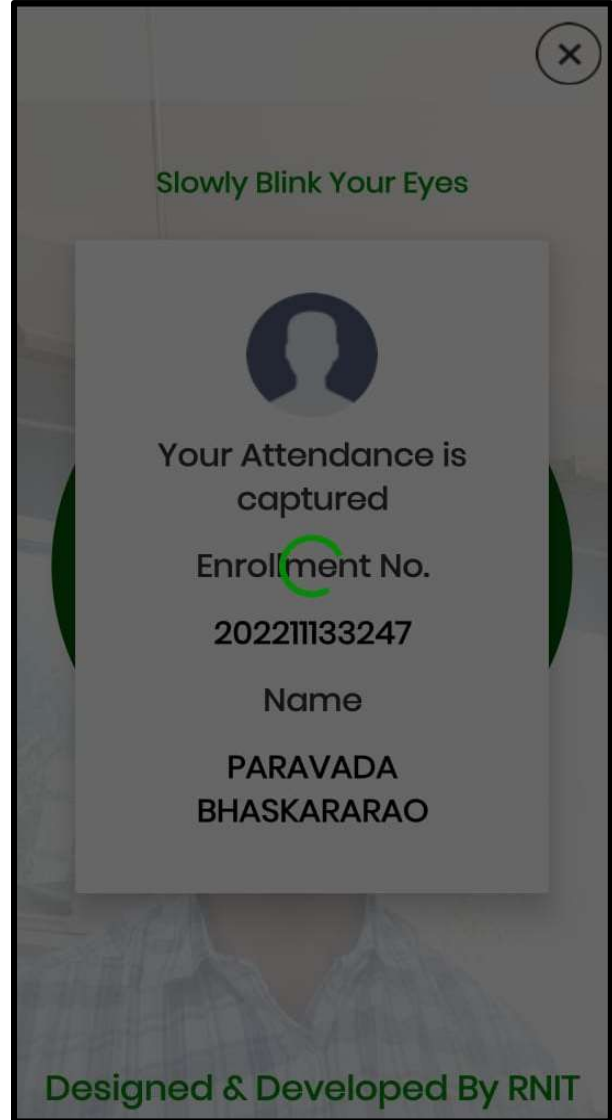 Slowly Blink Your Eyes
Your Attendance is
captured
Enrollment No.
202211133247
Name
PARAVADA
BHASKARARAO
Designed & Developed By RNIT